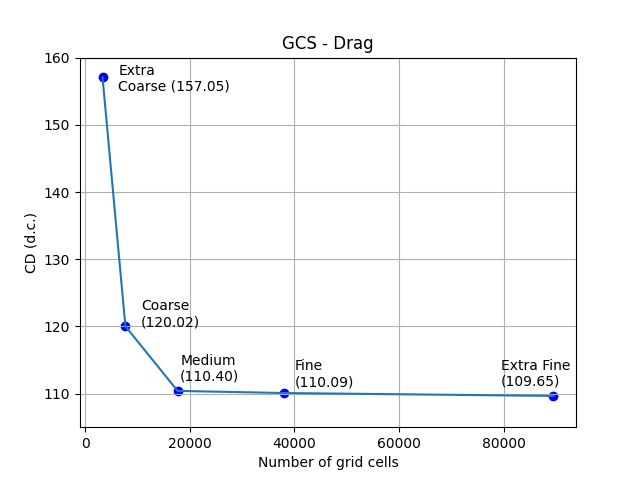 GCS - Drag
160
150
140
130
120
110
CD (d.c.)
Extra
Coarse (157.05)
Coarse
(120.02)
Medium
(110.40)
Fine
(110.09)
Extra Fine
(109.65)
0
20000
40000
60000
80000
Number of grid cells